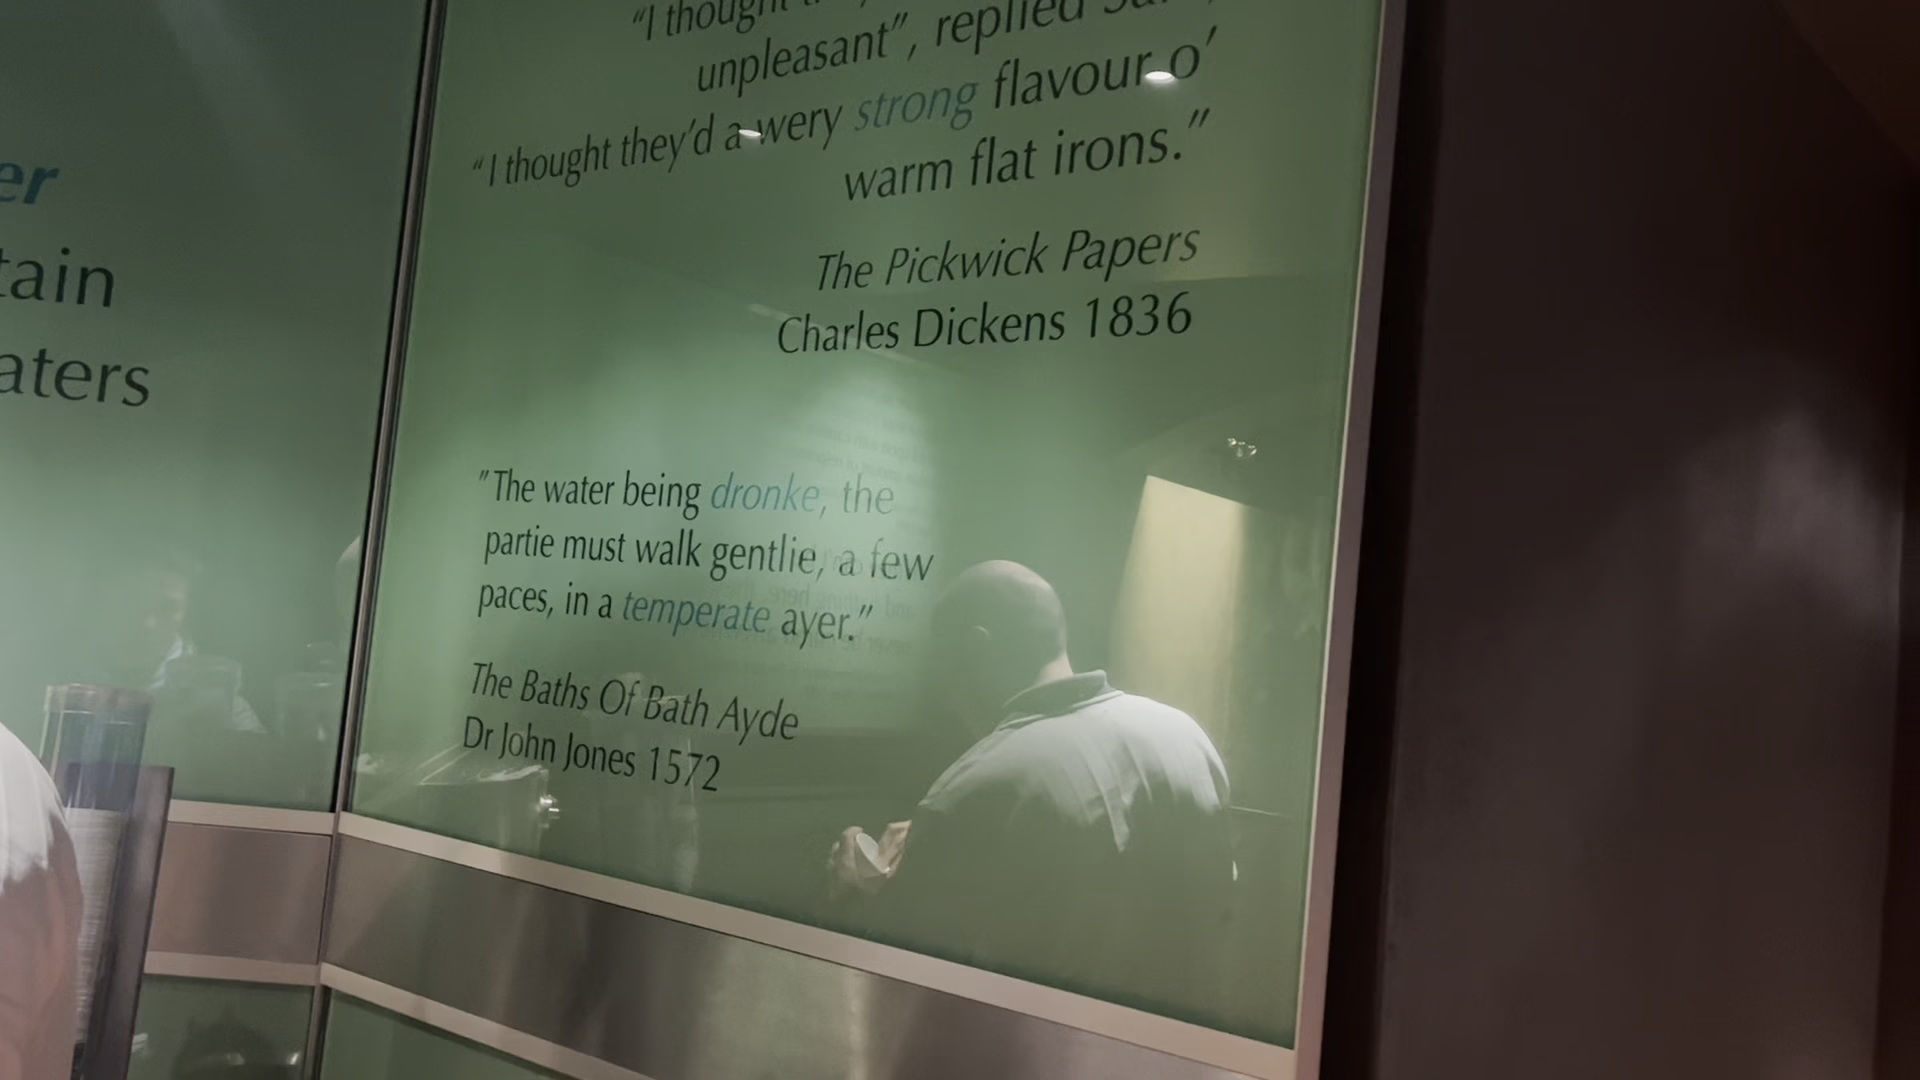 er
tain
aters
"I thought
unpleasant", replied
"I thought they'd a wery strong flavour o'
warm flat irons."
The Pickwick Papers
Charles Dickens 1836
"The water being dronke, the
partie must walk gentlie, a few
paces, in a temperate ayer."
The Baths Of Bath Ayde
Dr John Jones 1572